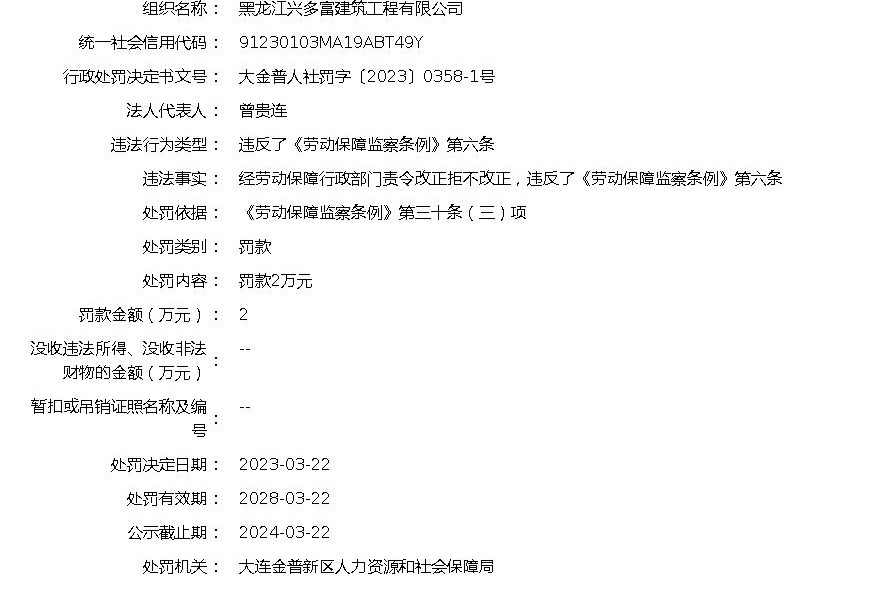 组织名称： 黑龙江兴多富建筑工程有限公司
统一社会信用代码： 91230103MA19ABT49Y
行政处罚决定书文号： 大金普人社罚字〔2023〕0358-1号
法人代表人： 曾贵连
违法行为类型： 违反了《劳动保障监察条例》第六条
违法事实： 经劳动保障行政部门责令改正拒不改正，违反了《劳动保障监察条例》第六条
处罚依据： 《劳动保障监察条例》第三十条（三）项
处罚类别： 罚款
处罚内容： 罚款2万元
罚款金额（万元）： 2
没收违法所得、没收非法
财物的金额（万元）： --
暂扣或吊销证照名称及编
号： --
处罚决定日期： 2023-03-22
处罚有效期： 2028-03-22
公示截止期： 2024-03-22
处罚机关： 大连金普新区人力资源和社会保障局